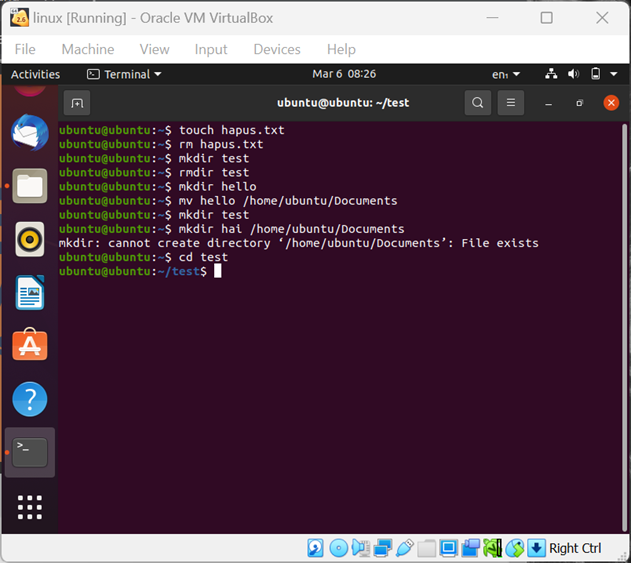 linux [Running] - Oracle VM VirtualBox
File Machine View Input Devices Help
Activities Terminal Mar 6 08:26 en₁
ubuntu@ubuntu: ~/test
ubuntu@ubuntu:~$ touch hapus.txt
ubuntu@ubuntu:~$ rm hapus.txt
ubuntu@ubuntu:~$ mkdir test
ubuntu@ubuntu:~$ rmdir test
ubuntu@ubuntu:~$ mkdir hello
ubuntu@ubuntu:~$ mv hello /home/ubuntu/Documents
ubuntu@ubuntu:~$ mkdir test
ubuntu@ubuntu:~$ mkdir hai /home/ubuntu/Documents
mkdir: cannot create directory ‘/home/ubuntu/Documents’: File exists
ubuntu@ubuntu:~$ cd test
ubuntu@ubuntu:~/test$
Right Ctrl